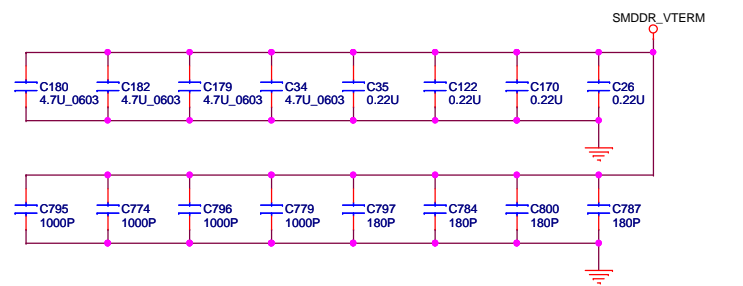 SMDDR_VTERM
C180 C182 C179 C34 C35 C122 C170 C26
4.7U_0603 4.7U_0603 4.7U_0603 4.7U_0603 0.22U 0.22U 0.22U 0.22U
C795 C774 C796 C779 C797 C784 C800 C787
1000P 1000P 1000P 1000P 180P 180P 180P 180P